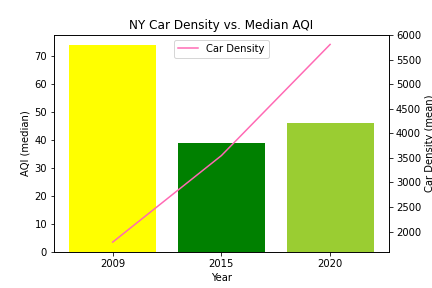 NY Car Density vs. Median AQI
Car Density
AQI (median)
70
60
50
40
30
20
10
0
6000
5500
5000
4500
4000
3500
3000
2500
2000
Car Density (mean)
2009 2015 2020
Year